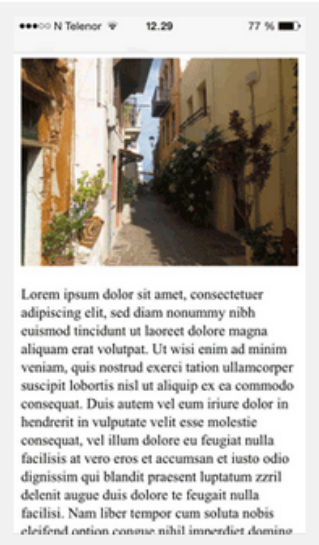 N Telenor 12.29 77 %
Lorem ipsum dolor sit amet, consectetuer
adipiscing elit, sed diam nonummy nibh
euismod tincidunt ut laoreet dolore magna
aliquam erat volutpat. Ut wisi enim ad minim
veniam, quis nostrud exerci tation ullamcorper
suscipit lobortis nisl ut aliquip ex ea commodo
consequat. Duis autem vel eum iriure dolor in
hendrerit in vulputate velit esse molestie
consequat, vel illum dolore eu feugiat nulla
facilisis at vero eros et accumsan et iusto odio
dignissim qui blandit praesent luptatum zzril
delenit augue duis dolore te feugait nulla
facilisi. Nam liber tempor cum soluta nobis
eleifend option congue nihil imperdiet doming